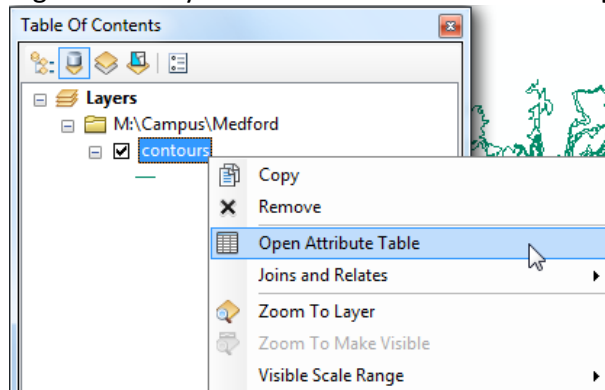 Table Of Contents
Layers
M:\Campus\Medford
contours
Copy
Remove
Open Attribute Table
Joins and Relates
Zoom To Layer
Zoom To Make Visible
Visible Scale Range